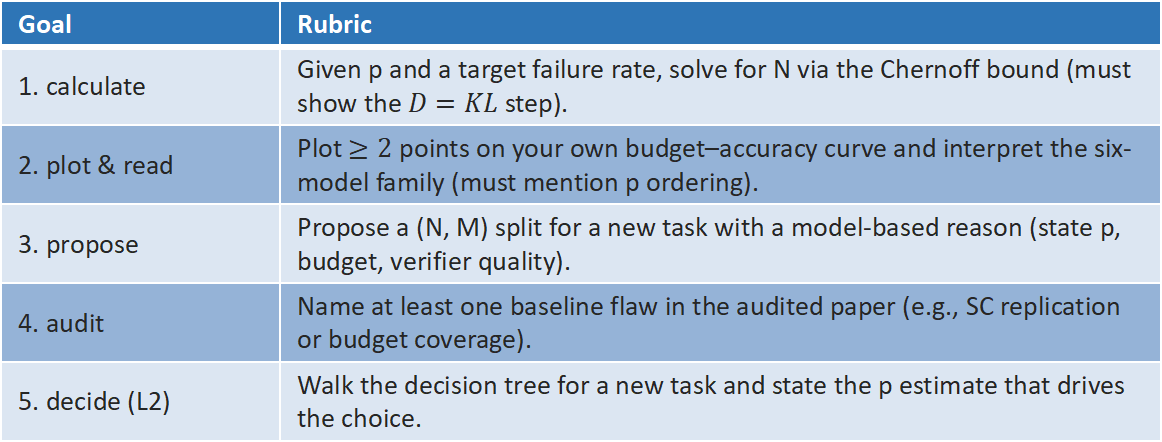 Goal Rubric
1. calculate Given p and a target failure rate, solve for N via the Chernoff bound (must
show the D = KL step).
2. plot & read Plot ≥ 2 points on your own budget–accuracy curve and interpret the six-
model family (must mention p ordering).
3. propose Propose a (N, M) split for a new task with a model-based reason (state p,
budget, verifier quality).
4. audit Name at least one baseline flaw in the audited paper (e.g., SC replication
or budget coverage).
5. decide (L2) Walk the decision tree for a new task and state the p estimate that drives
the choice.